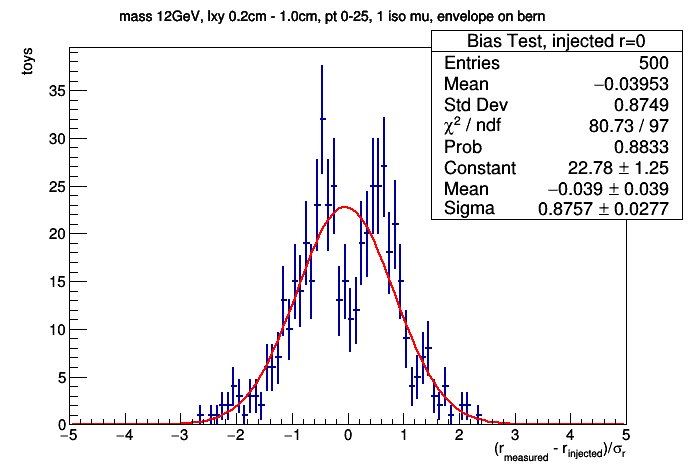 mass 12GeV, lxy 0.2cm - 1.0cm, pt 0-25, 1 iso mu, envelope on bern
Bias Test, injected r=0
Entries 500
Mean −0.03953
Std Dev 0.8749
χ² / ndf 80.73 / 97
Prob 0.8833
Constant 22.78 ± 1.25
Mean −0.039 ± 0.039
Sigma 0.8757 ± 0.0277
toys
35
30
25
20
15
10
5
0
−5 −4 −3 −2 −1 0 1 2 3 4 5
(r_measured - r_injected)/σ_r